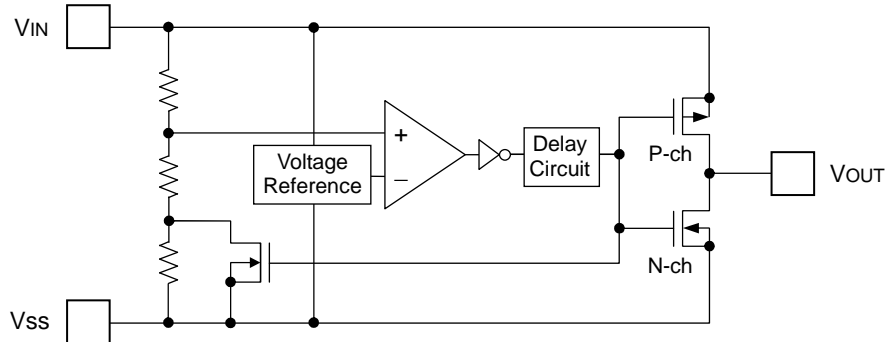 VIN
+
Voltage
Reference
−
Delay
Circuit
P-ch
VOUT
N-ch
VSS